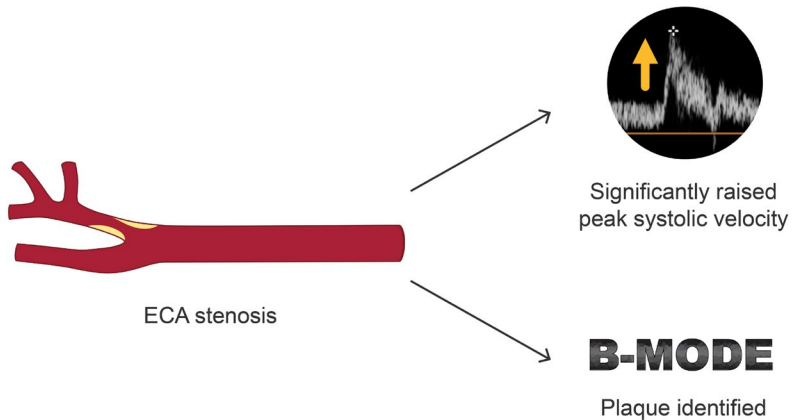 Significantly raised
peak systolic velocity
ECA stenosis
B-MODE
Plaque identified